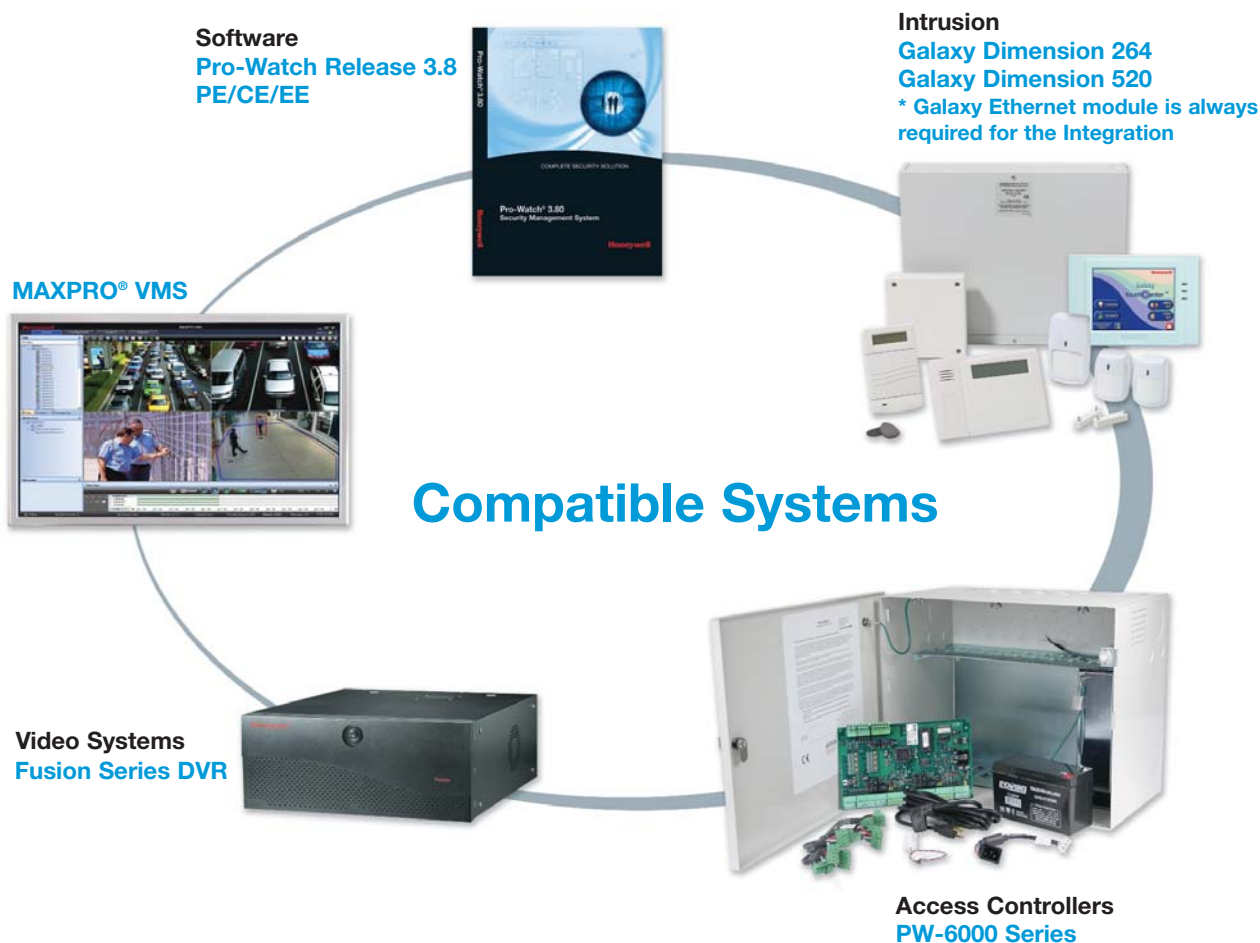 Software
Pro-Watch Release 3.8
PE/CE/EE
Intrusion
Galaxy Dimension 264
Galaxy Dimension 520
* Galaxy Ethernet module is always
required for the Integration
Pro-Watch® 3.80
COMPLETE SECURITY SOLUTION
Pro-Watch® 3.80
Security Management System
Honeywell
Honeywell
MAXPRO® VMS
Galaxy
Compatible Systems
Video Systems
Fusion Series DVR
Access Controllers
PW-6000 Series